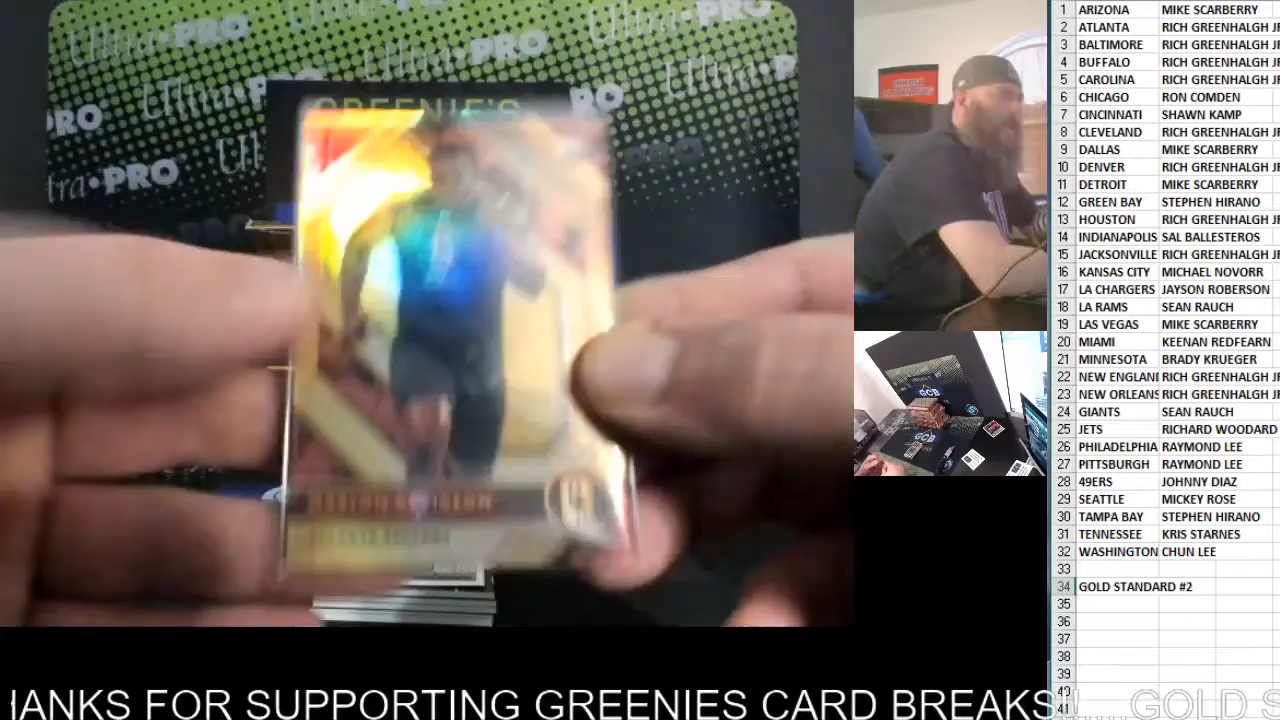 Ultra•PRO
Ultra•PRO
Ultra•PRO
Ultra•PRO
Ultra•P
PRO
RO
tra•PRO
GREENIE'S
GCB
GCB
1 ARIZONA MIKE SCARBERRY
2 ATLANTA RICH GREENHALGH JR
3 BALTIMORE RICH GREENHALGH JR
4 BUFFALO RICH GREENHALGH JR
5 CAROLINA RICH GREENHALGH JR
6 CHICAGO RON COMDEN
7 CINCINNATI SHAWN KAMP
8 CLEVELAND RICH GREENHALGH JR
9 DALLAS MIKE SCARBERRY
10 DENVER RICH GREENHALGH JR
11 DETROIT MIKE SCARBERRY
12 GREEN BAY STEPHEN HIRANO
13 HOUSTON RICH GREENHALGH JR
14 INDIANAPOLIS SAL BALLESTEROS
15 JACKSONVILLE RICH GREENHALGH JR
16 KANSAS CITY MICHAEL NOVORR
17 LA CHARGERS JAYSON ROBERSON
18 LA RAMS SEAN RAUCH
19 LAS VEGAS MIKE SCARBERRY
20 MIAMI KEENAN REDFEARN
21 MINNESOTA BRADY KRUEGER
22 NEW ENGLANI RICH GREENHALGH JR
23 NEW ORLEANS RICH GREENHALGH JR
24 GIANTS SEAN RAUCH
25 JETS RICHARD WOODARD
26 PHILADELPHIA RAYMOND LEE
27 PITTSBURGH RAYMOND LEE
28 49ERS JOHNNY DIAZ
29 SEATTLE MICKEY ROSE
30 TAMPA BAY STEPHEN HIRANO
31 TENNESSEE KRIS STARNES
32 WASHINGTON CHUN LEE
33
34 GOLD STANDARD #2
35
36
37
38
39
40
41
HANKS FOR SUPPORTING GREENIES CARD BREAKS!!.... GOLD S